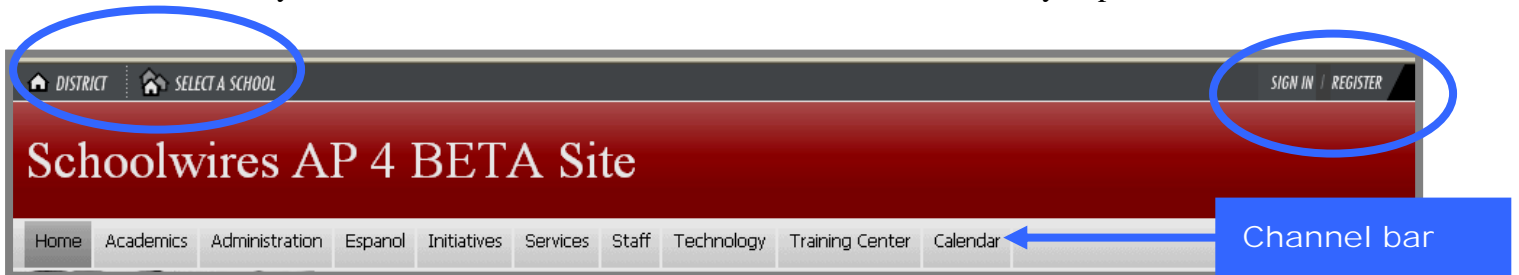 DISTRICT SELECT A SCHOOL SIGN IN / REGISTER
Schoolwires AP 4 BETA Site
Home Academics Administration Espanol Initiatives Services Staff Technology Training Center Calendar
Channel bar